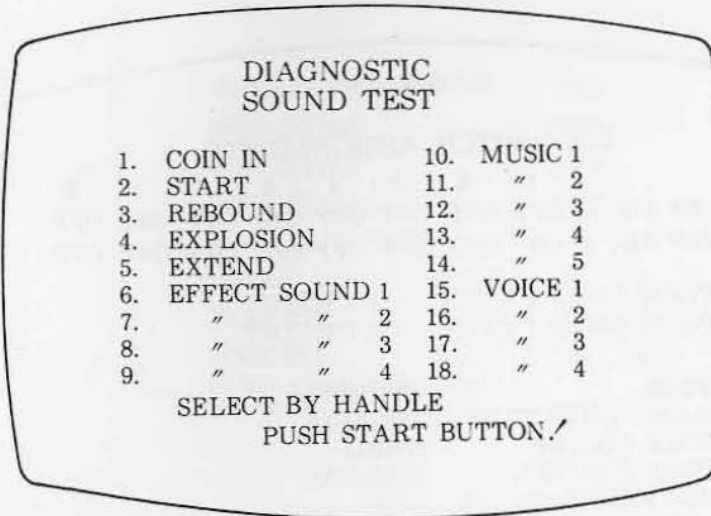 DIAGNOSTIC
SOUND TEST
1. COIN IN 10. MUSIC 1
2. START 11. 〃 2
3. REBOUND 12. 〃 3
4. EXPLOSION 13. 〃 4
5. EXTEND 14. 〃 5
6. EFFECT SOUND 1 15. VOICE 1
7. 〃 〃 2 16. 〃 2
8. 〃 〃 3 17. 〃 3
9. 〃 〃 4 18. 〃 4
SELECT BY HANDLE
PUSH START BUTTON!